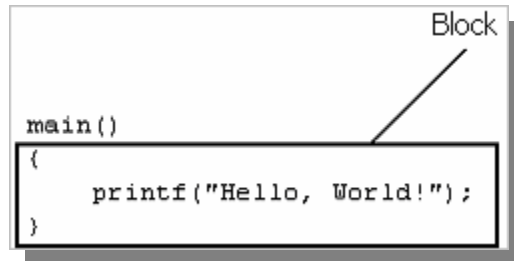 Block
main()
{
    printf("Hello, World!");
}